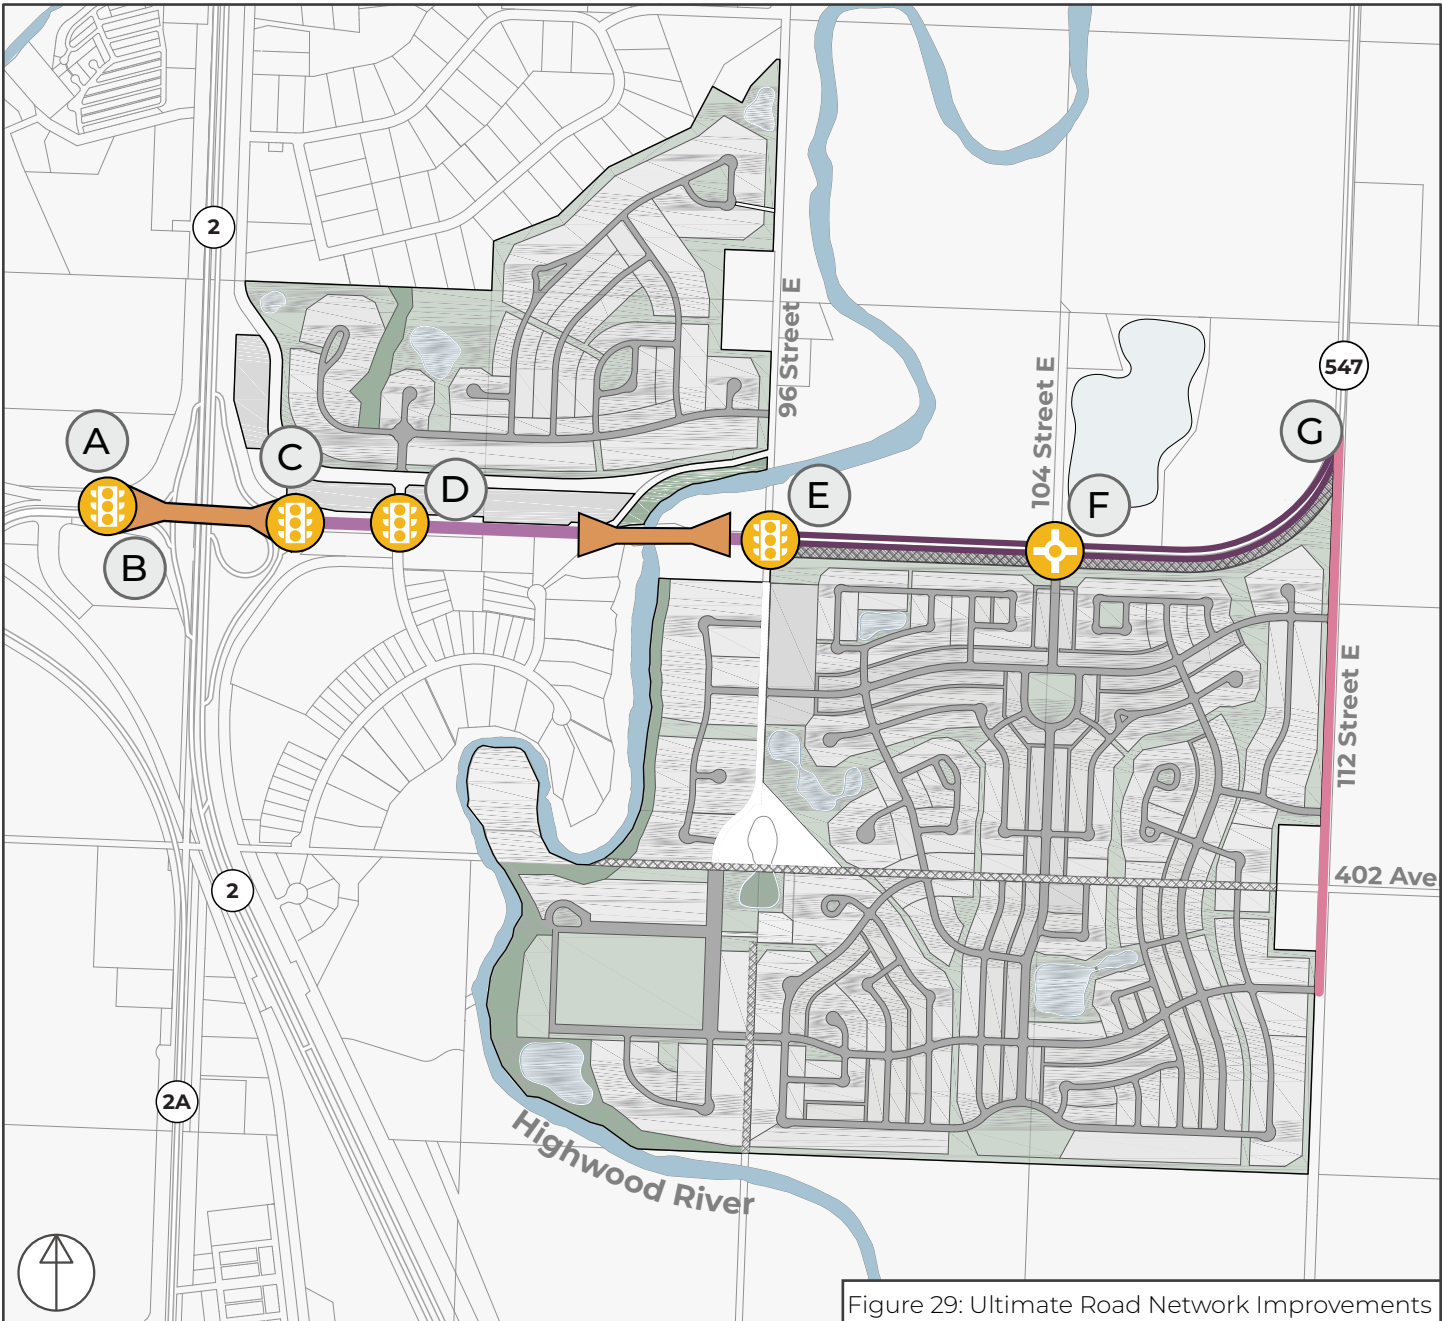 2
96 Street E
104 Street E
547
A
B
C
D
E
F
G
112 Street E
402 Ave
2
2A
Highwood River
Figure 29: Ultimate Road Network Improvements